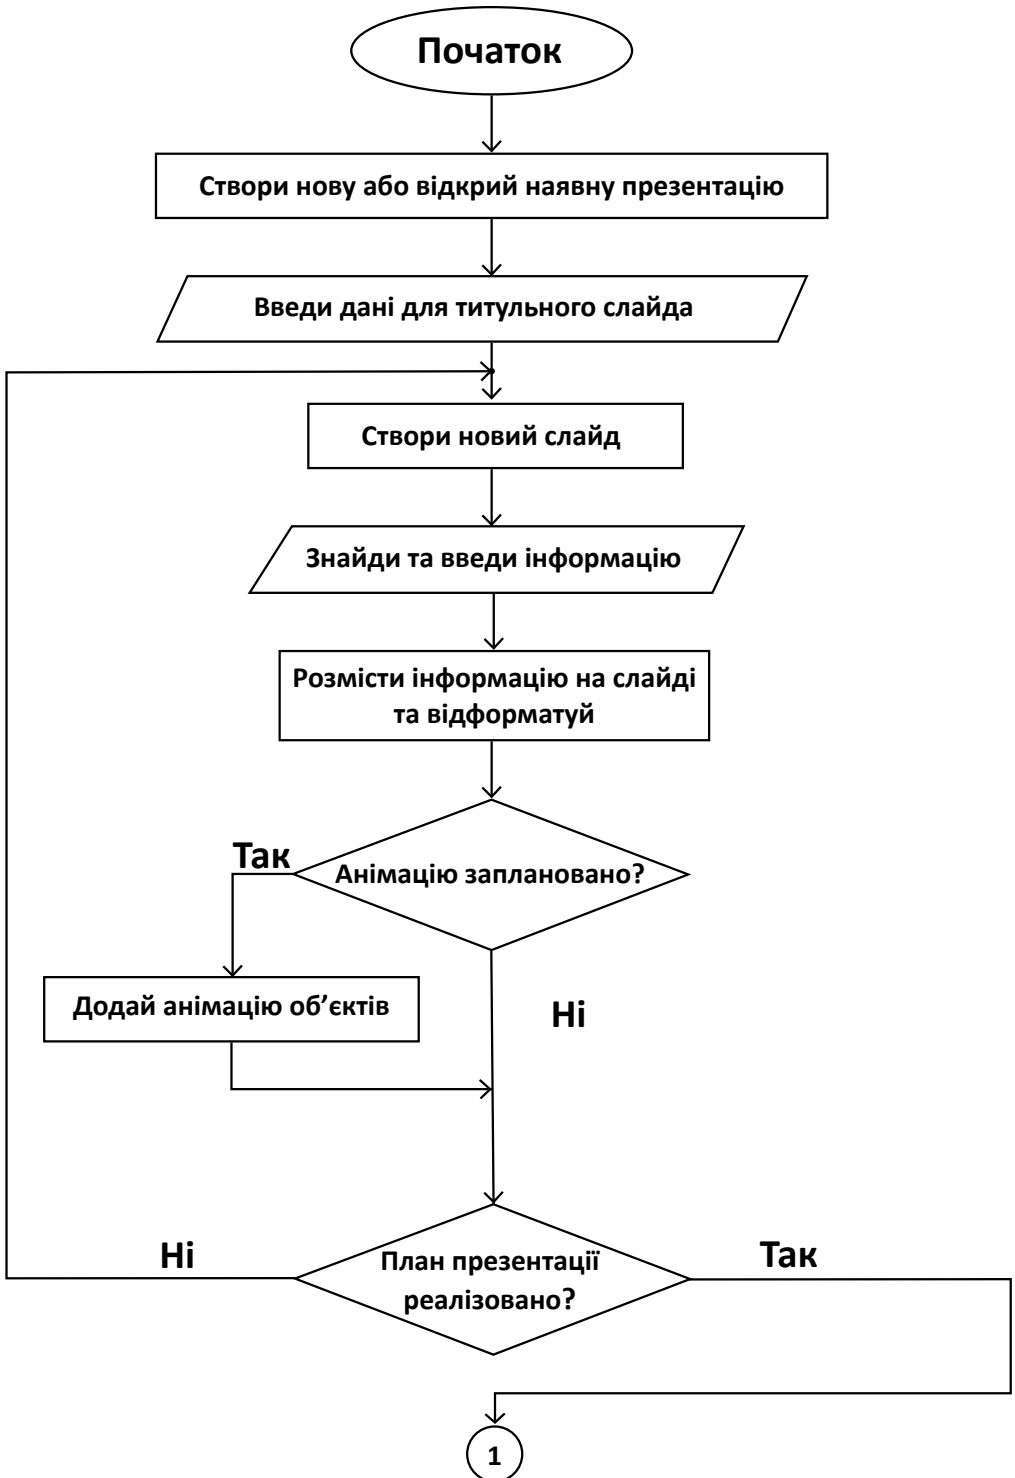 Початок
Створи нову або відкрий наявну презентацію
Введи дані для титульного слайда
Створи новий слайд
Знайди та введи інформацію
Розмісти інформацію на слайді
та відформатуй
Так
Анімацію заплановано?
Додай анімацію об’єктів
Ні
Ні
План презентації
реалізовано?
Так
1